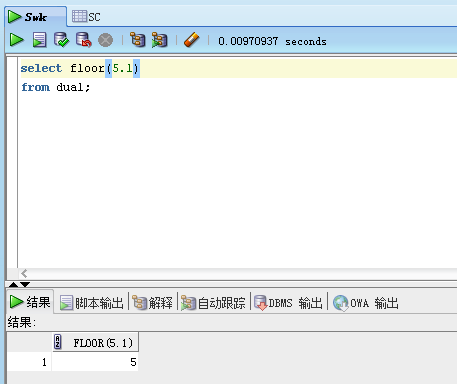 Swk SC
0.00970937 seconds
select floor(5.1)
from dual;
结果 脚本输出 解释 自动跟踪 DBMS 输出 OWA 输出
结果:
FLOOR(5.1)
1 5